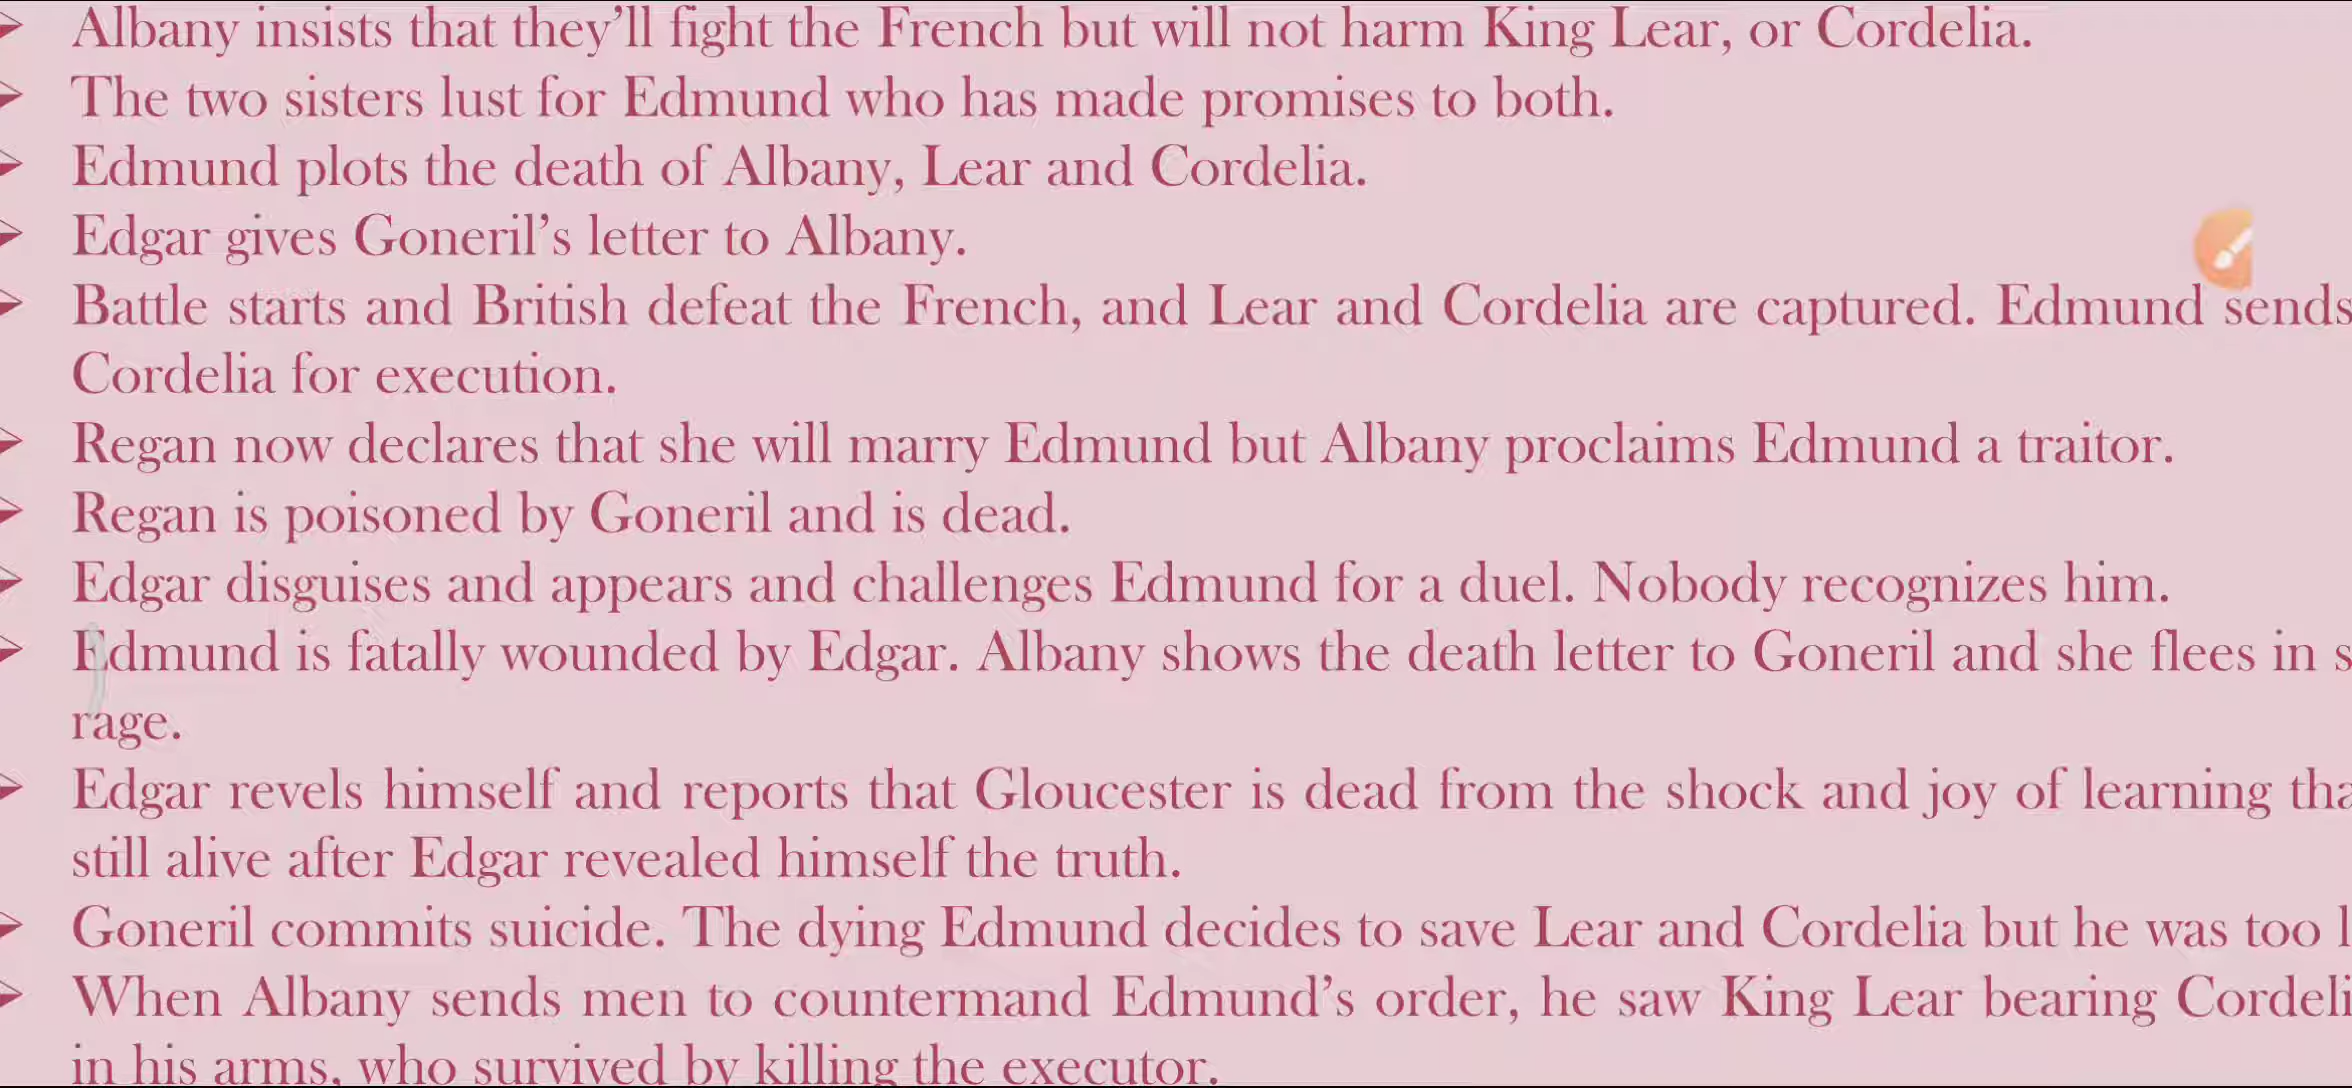 Albany insists that they'll fight the French but will not harm King Lear, or Cordelia.
The two sisters lust for Edmund who has made promises to both.
Edmund plots the death of Albany, Lear and Cordelia.
Edgar gives Goneril's letter to Albany.
Battle starts and British defeat the French, and Lear and Cordelia are captured. Edmund sends
Cordelia for execution.
Regan now declares that she will marry Edmund but Albany proclaims Edmund a traitor.
Regan is poisoned by Goneril and is dead.
Edgar disguises and appears and challenges Edmund for a duel. Nobody recognizes him.
Edmund is fatally wounded by Edgar. Albany shows the death letter to Goneril and she flees in
rage.
Edgar revels himself and reports that Gloucester is dead from the shock and joy of learning
still alive after Edgar revealed himself the truth.
Goneril commits suicide. The dying Edmund decides to save Lear and Cordelia but he was too
When Albany sends men to countermand Edmund's order, he saw King Lear bearing
in his arms, who survived by killing the executor.